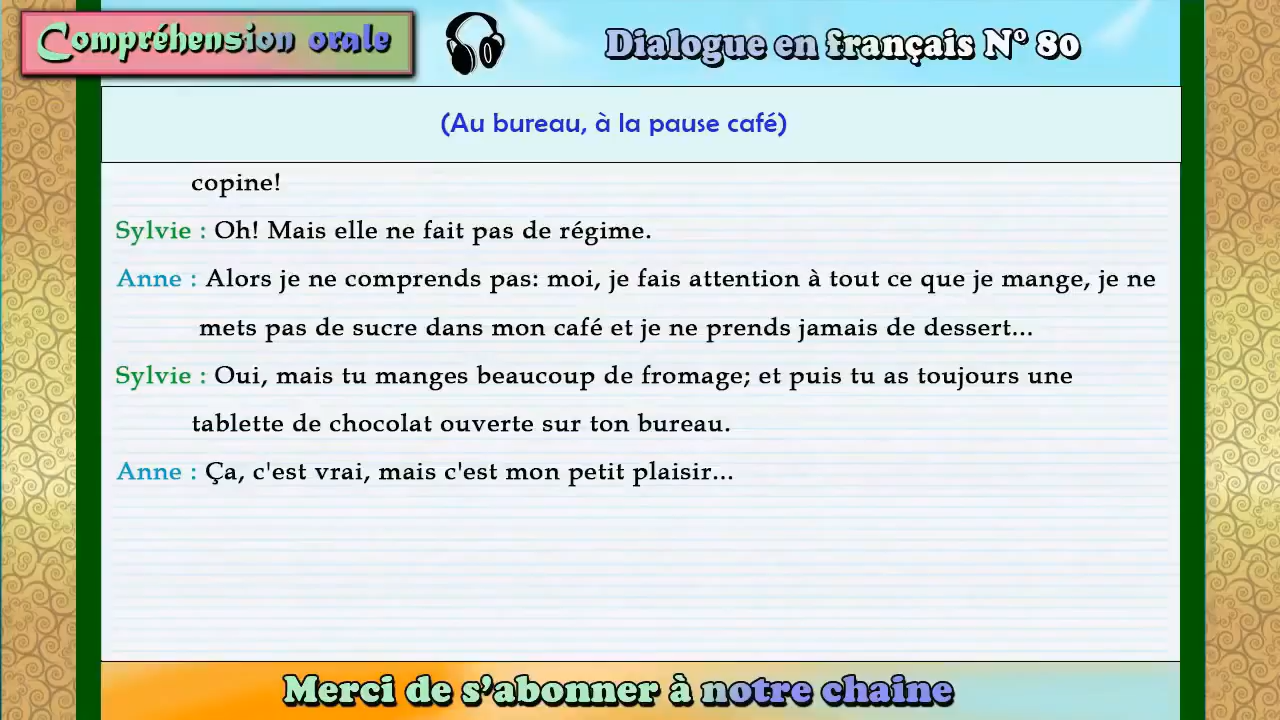 Compréhension orale
Dialogue en français N° 80
(Au bureau, à la pause café)
copine!
Sylvie : Oh! Mais elle ne fait pas de régime.
Anne : Alors je ne comprends pas: moi, je fais attention à tout ce que je mange, je ne
mets pas de sucre dans mon café et je ne prends jamais de dessert...
Sylvie : Oui, mais tu manges beaucoup de fromage; et puis tu as toujours une
tablette de chocolat ouverte sur ton bureau.
Anne : Ça, c'est vrai, mais c'est mon petit plaisir...
Merci de s'abonner à notre chaine